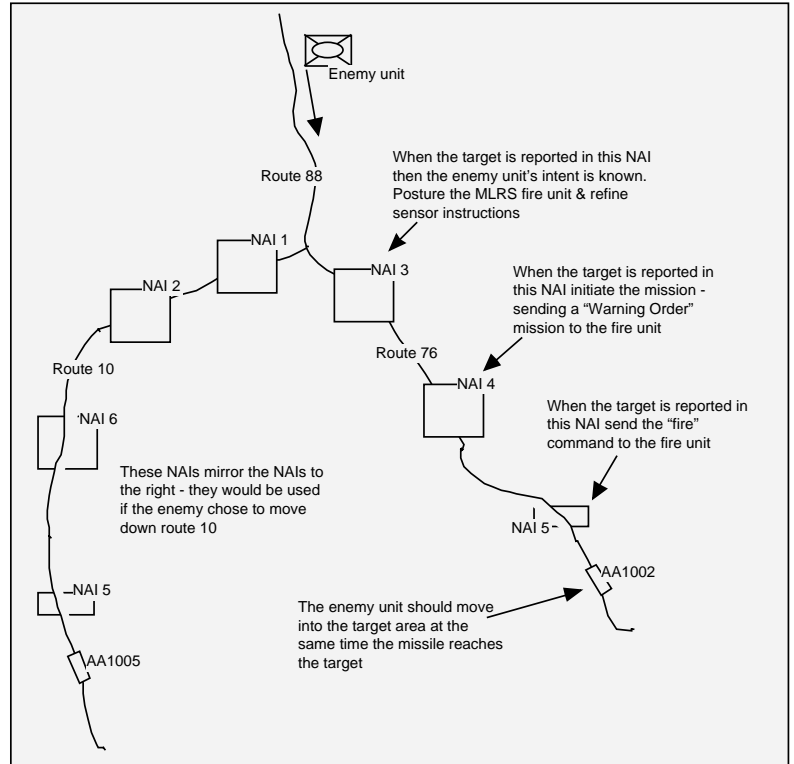 Enemy unit
When the target is reported in this NAI
then the enemy unit's intent is known.
Posture the MLRS fire unit & refine
sensor instructions
Route 88
NAI 1
NAI 3
NAI 2
When the target is reported in
this NAI initiate the mission -
sending a “Warning Order”
mission to the fire unit
Route 76
Route 10
NAI 4
When the target is reported in
this NAI send the “fire”
command to the fire unit
NAI 6
These NAIs mirror the NAIs to
the right - they would be used
if the enemy chose to move
down route 10
NAI 5
AA1002
NAI 5
The enemy unit should move
into the target area at the
same time the missile reaches
the target
AA1005